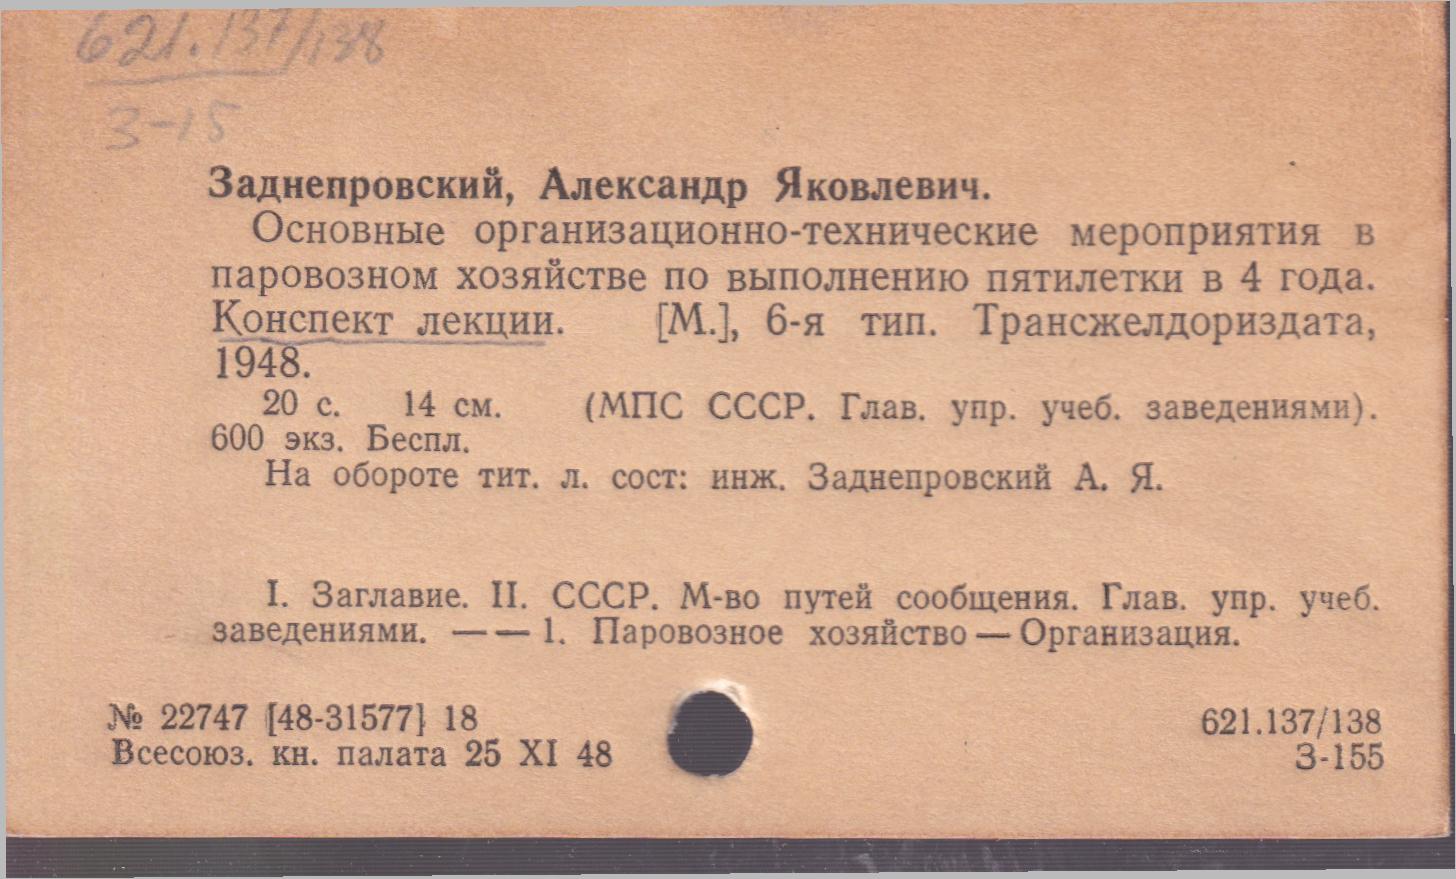 621.137/138
З-15
Заднепровский, Александр Яковлевич.
Основные организационно-технические мероприятия в
паровозном хозяйстве по выполнению пятилетки в 4 года.
Конспект лекции. [М.], 6-я тип. Трансжелдориздата,
1948.
20 с. 14 см. (МПС СССР. Глав. упр. учеб. заведениями).
600 экз. Беспл.
На обороте тит. л. сост: инж. Заднепровский А. Я.
I. Заглавие. II. СССР. М-во путей сообщения. Глав. упр. учеб.
заведениями. — — 1. Паровозное хозяйство — Организация.
№ 22747 [48-31577] 18
Всесоюз. кн. палата 25 XI 48
621.137/138
З-155